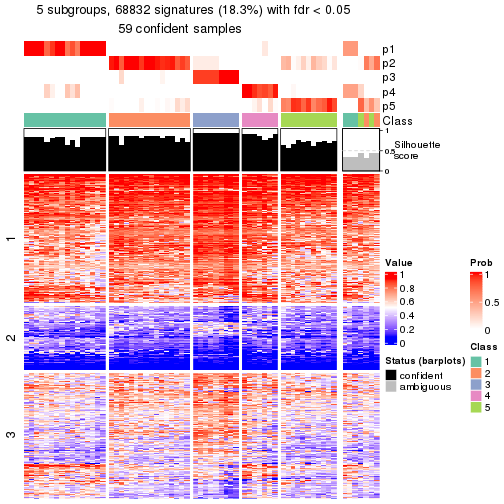 5 subgroups, 68832 signatures (18.3%) with fdr < 0.05
59 confident samples
p1
p2
p3
p4
p5
Class
1
0.5
0
Silhouette
score
1
2
3
Value
1
0.8
0.6
0.4
0.2
0
Status (barplots)
confident
ambiguous
Prob
1
0.5
0
Class
1
2
3
4
5